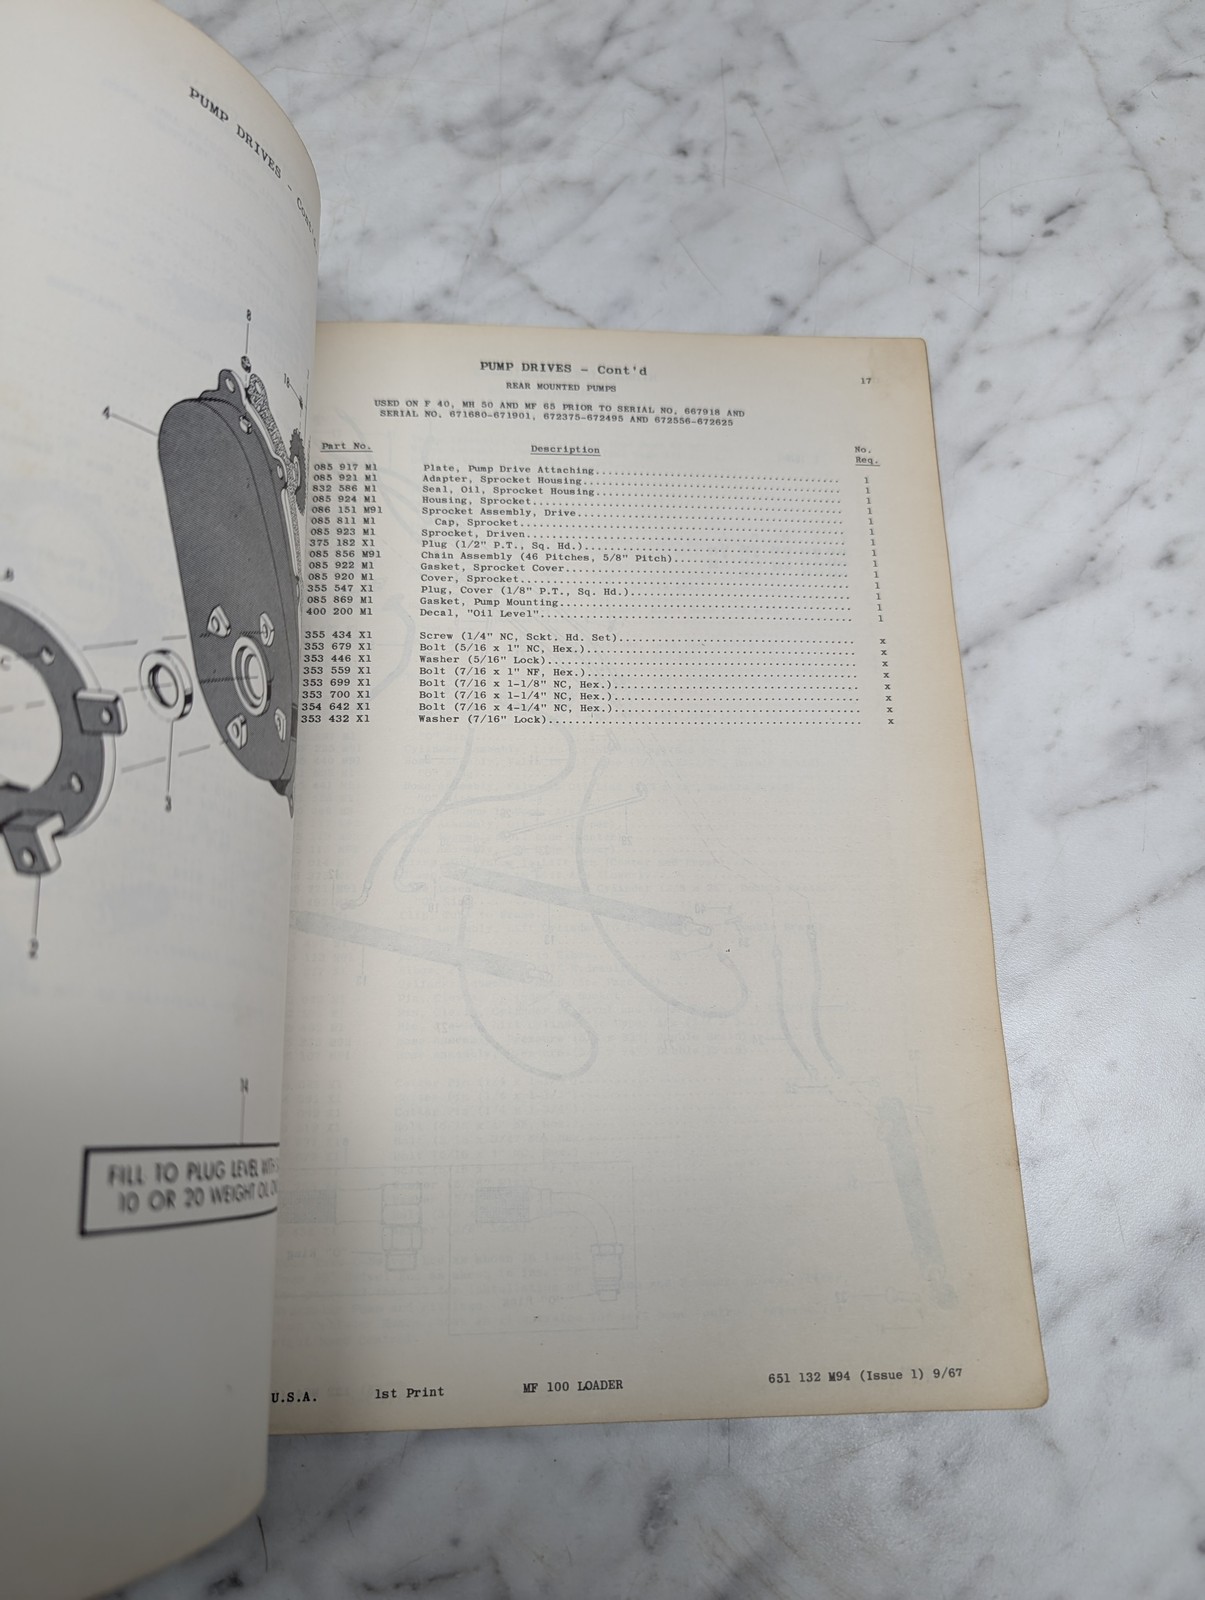 PUMP DRIVES - Cont'd
8
18
4
3
2
14
FILL TO PLUG LEVEL WITH
10 OR 20 WEIGHT OIL
PUMP DRIVES - Cont'd
17
REAR MOUNTED PUMPS
USED ON F 40, MH 50 AND MF 65 PRIOR TO SERIAL NO. 667918 AND
SERIAL NO. 671680-671901, 672375-672495 AND 672556-672625
Part No. Description No. Req.
085 917 M1 Plate, Pump Drive Attaching 1
085 921 M1 Adapter, Sprocket Housing 1
832 586 M1 Seal, Oil, Sprocket Housing 1
085 924 M1 Housing, Sprocket 1
086 151 M91 Sprocket Assembly, Drive 1
085 811 M1 Cap, Sprocket 1
085 923 M1 Sprocket, Driven 1
375 182 X1 Plug (1/2" P.T., Sq. Hd.) 1
085 856 M91 Chain Assembly (46 Pitches, 5/8" Pitch) 1
085 922 M1 Gasket, Sprocket Cover 1
085 920 M1 Cover, Sprocket 1
355 547 X1 Plug, Cover (1/8" P.T., Sq. Hd.) 1
085 869 M1 Gasket, Pump Mounting 1
400 200 M1 Decal, "Oil Level" 1
355 434 X1 Screw (1/4" NC, Sckt. Hd. Set) x
353 679 X1 Bolt (5/16 x 1" NC, Hex.) x
353 446 X1 Washer (5/16" Lock) x
353 559 X1 Bolt (7/16 x 1" NF, Hex.) x
353 699 X1 Bolt (7/16 x 1-1/8" NC, Hex.) x
353 700 X1 Bolt (7/16 x 1-1/4" NC, Hex.) x
354 642 X1 Bolt (7/16 x 4-1/4" NC, Hex.) x
353 432 X1 Washer (7/16" Lock) x
U.S.A. 1st Print MF 100 LOADER 651 132 M94 (Issue 1) 9/67